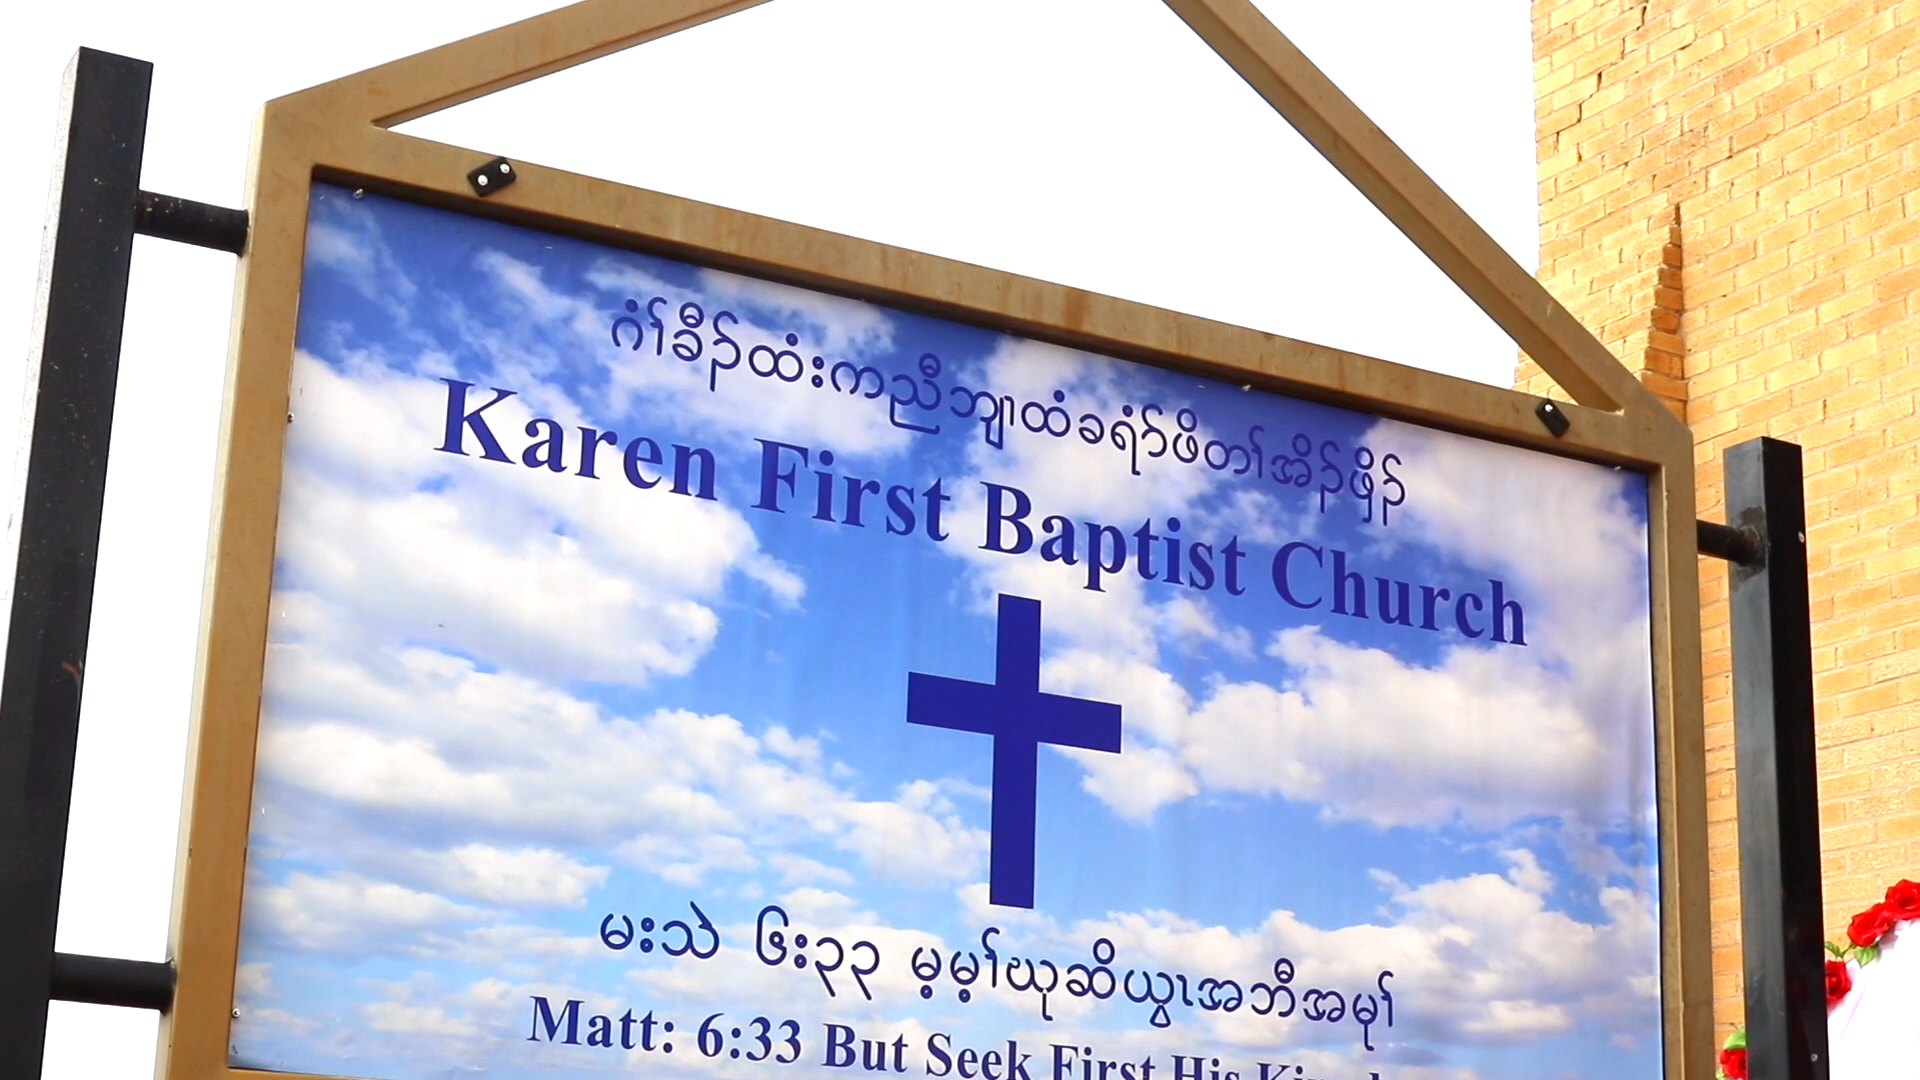 ဂံၢ်ခီၣ်ထံးကညီဘျၢထံခရံာ်ဖိတၢ်အိၣ်ဖှိၣ်
Karen First Baptist Church
မးသဲ ၆း၃၃ မ့မ့ၢ်ဃုဆိယွၤအဘီအမုၢ်
Matt: 6:33 But Seek First His